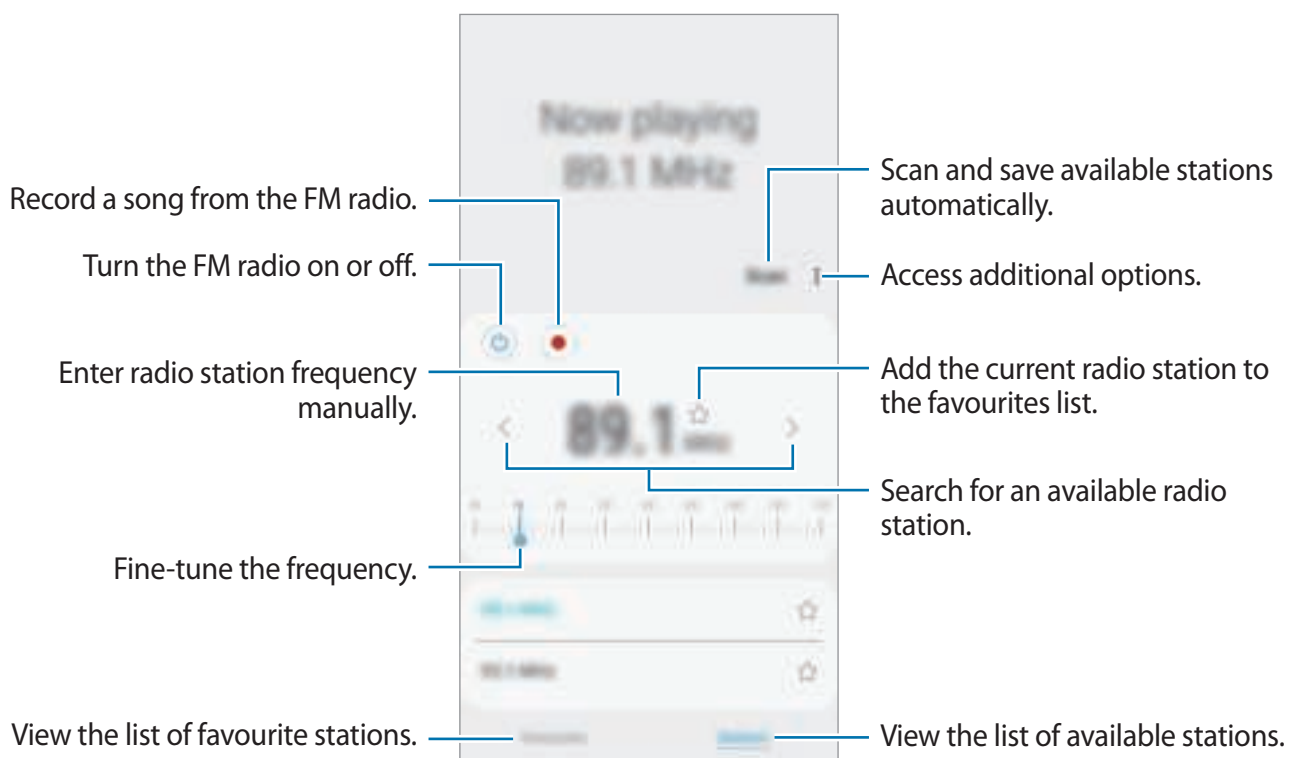 Now playing
89.1 MHz
Record a song from the FM radio.
Scan and save available stations
automatically.
Turn the FM radio on or off.
Scan
Access additional options.
Enter radio station frequency
manually.
89.1 MHz
Add the current radio station to
the favourites list.
Search for an available radio
station.
Fine-tune the frequency.
View the list of favourite stations.
View the list of available stations.